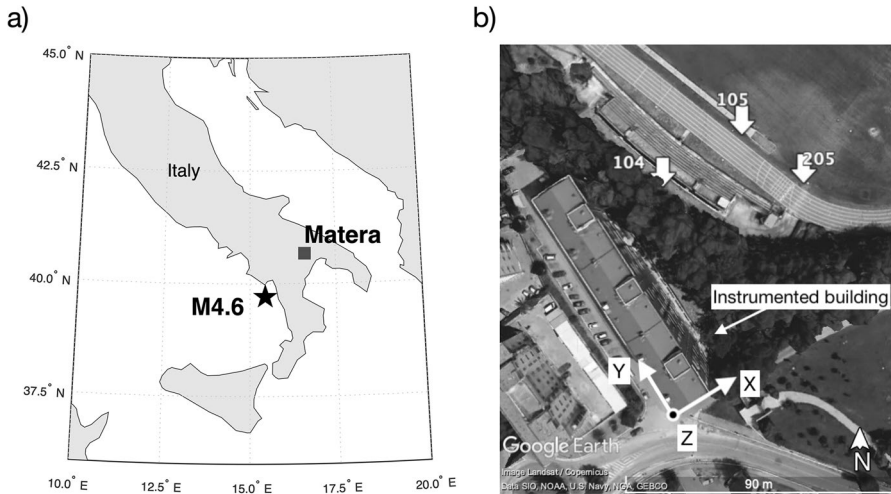 a)
45.0° N
42.5° N
40.0° N
37.5° N
10.0° E
12.5° E
15.0° E
17.5° E
20.0° E
Italy
Matera
M4.6
b)
105
104
205
Instrumented building
Y
X
Z
N
Google Earth
Image Landsat / Copernicus
Data SIO, NOAA, U.S. Navy, NGA, GEBCO
90 m